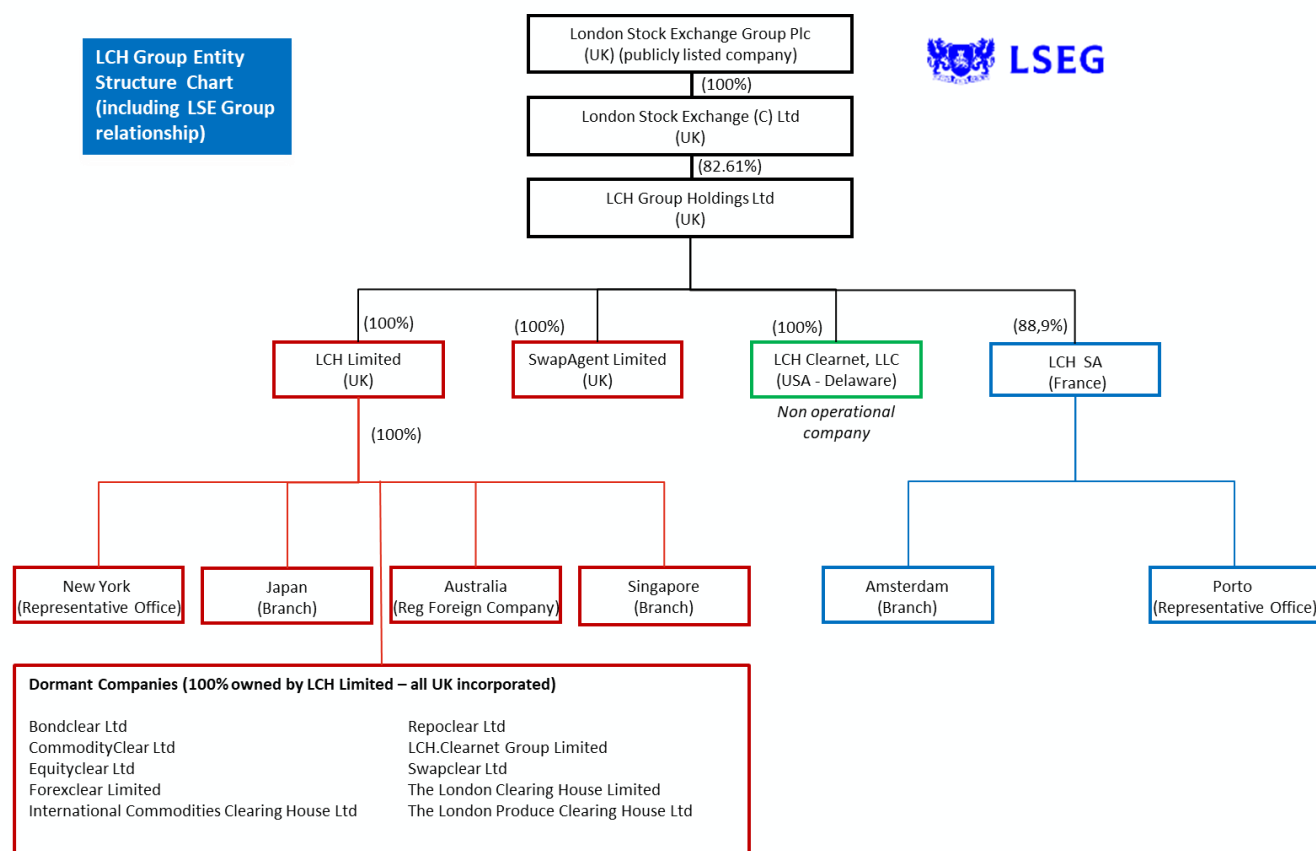 LCH Group Entity
Structure Chart
(including LSE Group
relationship)
London Stock Exchange Group Plc
(UK) (publicly listed company)
LSEG
(100%)
London Stock Exchange (C) Ltd
(UK)
(82.61%)
LCH Group Holdings Ltd
(UK)
(100%)
(100%)
(100%)
(88,9%)
LCH Limited
(UK)
SwapAgent Limited
(UK)
LCH Clearnet, LLC
(USA - Delaware)
LCH SA
(France)
Non operational
company
(100%)
New York
(Representative Office)
Japan
(Branch)
Australia
(Reg Foreign Company)
Singapore
(Branch)
Amsterdam
(Branch)
Porto
(Representative Office)
Dormant Companies (100% owned by LCH Limited – all UK incorporated)
Bondclear Ltd
CommodityClear Ltd
Equityclear Ltd
Forexclear Limited
International Commodities Clearing House Ltd
Repoclear Ltd
LCH.Clearnet Group Limited
Swapclear Ltd
The London Clearing House Limited
The London Produce Clearing House Ltd